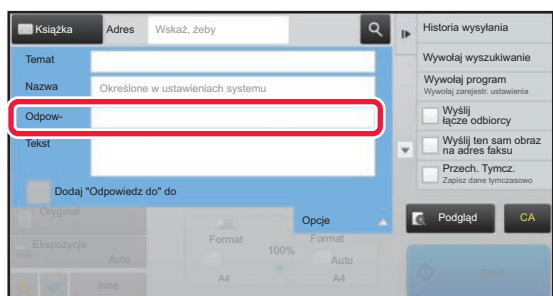 Książka
Adres
Wskaż, żeby
Temat
Nazwa
Określone w ustawieniach systemu
Odpow-
Tekst
Dodaj "Odpowiedz do" do
Oryginał
Ekspozycja
Auto
Inne
Format
100%
Format
Auto
A4
A4
Opcje
Historia wysyłania
Wywołaj wyszukiwanie
Wywołaj program
Wywołaj zarejestr. ustawienia
Wyślij
łącze odbiorcy
Wyślij ten sam obraz
na adres faksu
Przech. Tymcz.
Zapisz dane tymczasowo
Podgląd
CA
Start